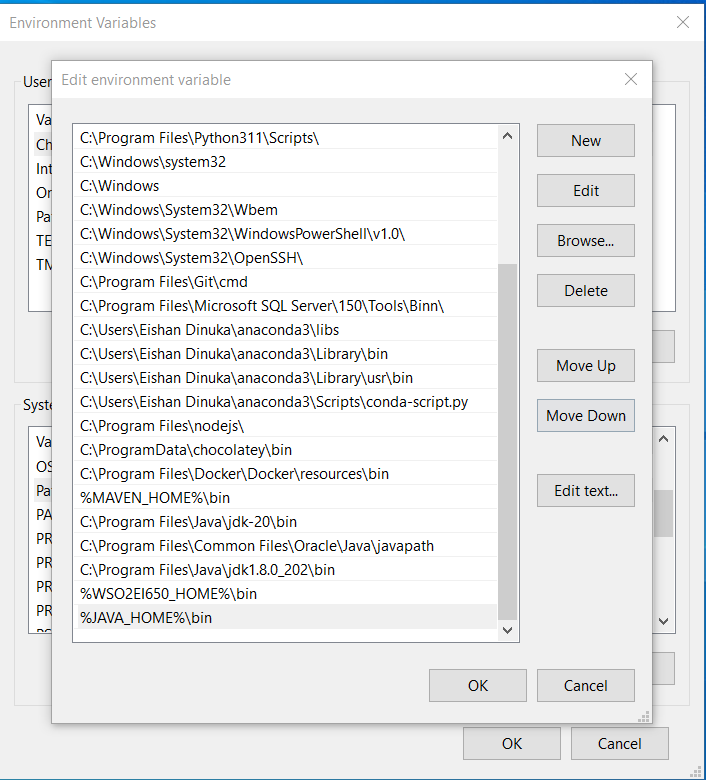 Environment Variables
Edit environment variable
User
Va
Ch
Int
On
Pa
TE
TM
C:\Program Files\Python311\Scripts\
C:\Windows\system32
C:\Windows
C:\Windows\System32\Wbem
C:\Windows\System32\WindowsPowerShell\v1.0\
C:\Windows\System32\OpenSSH\
C:\Program Files\Git\cmd
C:\Program Files\Microsoft SQL Server\150\Tools\Binn\
C:\Users\Eishan Dinuka\anaconda3\libs
C:\Users\Eishan Dinuka\anaconda3\Library\bin
C:\Users\Eishan Dinuka\anaconda3\Library\usr\bin
C:\Users\Eishan Dinuka\anaconda3\Scripts\conda-script.py
C:\Program Files\nodejs\
C:\ProgramData\chocolatey\bin
C:\Program Files\Docker\Docker\resources\bin
%MAVEN_HOME%\bin
C:\Program Files\Java\jdk-20\bin
C:\Program Files\Common Files\Oracle\Java\javapath
C:\Program Files\Java\jdk1.8.0_202\bin
%WSO2EI650_HOME%\bin
%JAVA_HOME%\bin
New
Edit
Browse...
Delete
Move Up
Move Down
Edit text...
Syste
Va
OS
Pa
PA
PR
PR
PR
PR
OK
Cancel
OK
Cancel